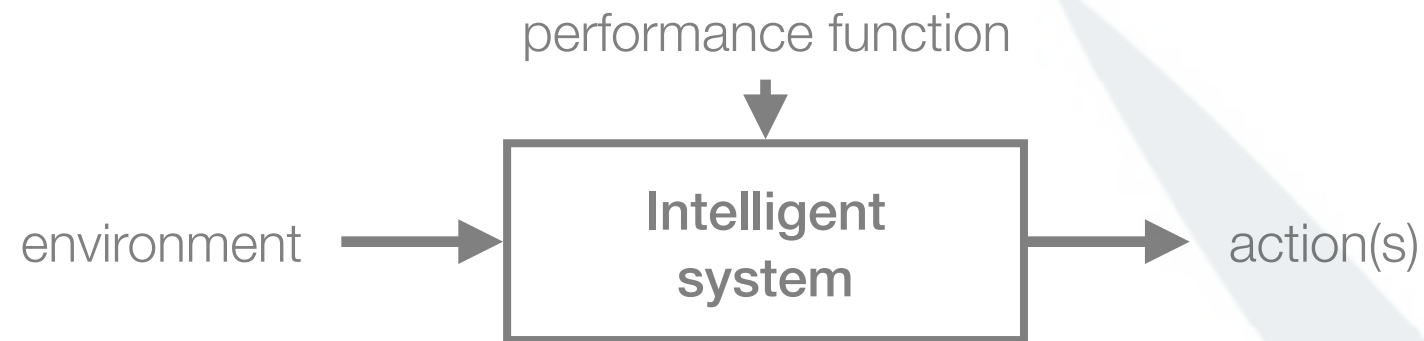 performance function
environment
Intelligent
system
action(s)